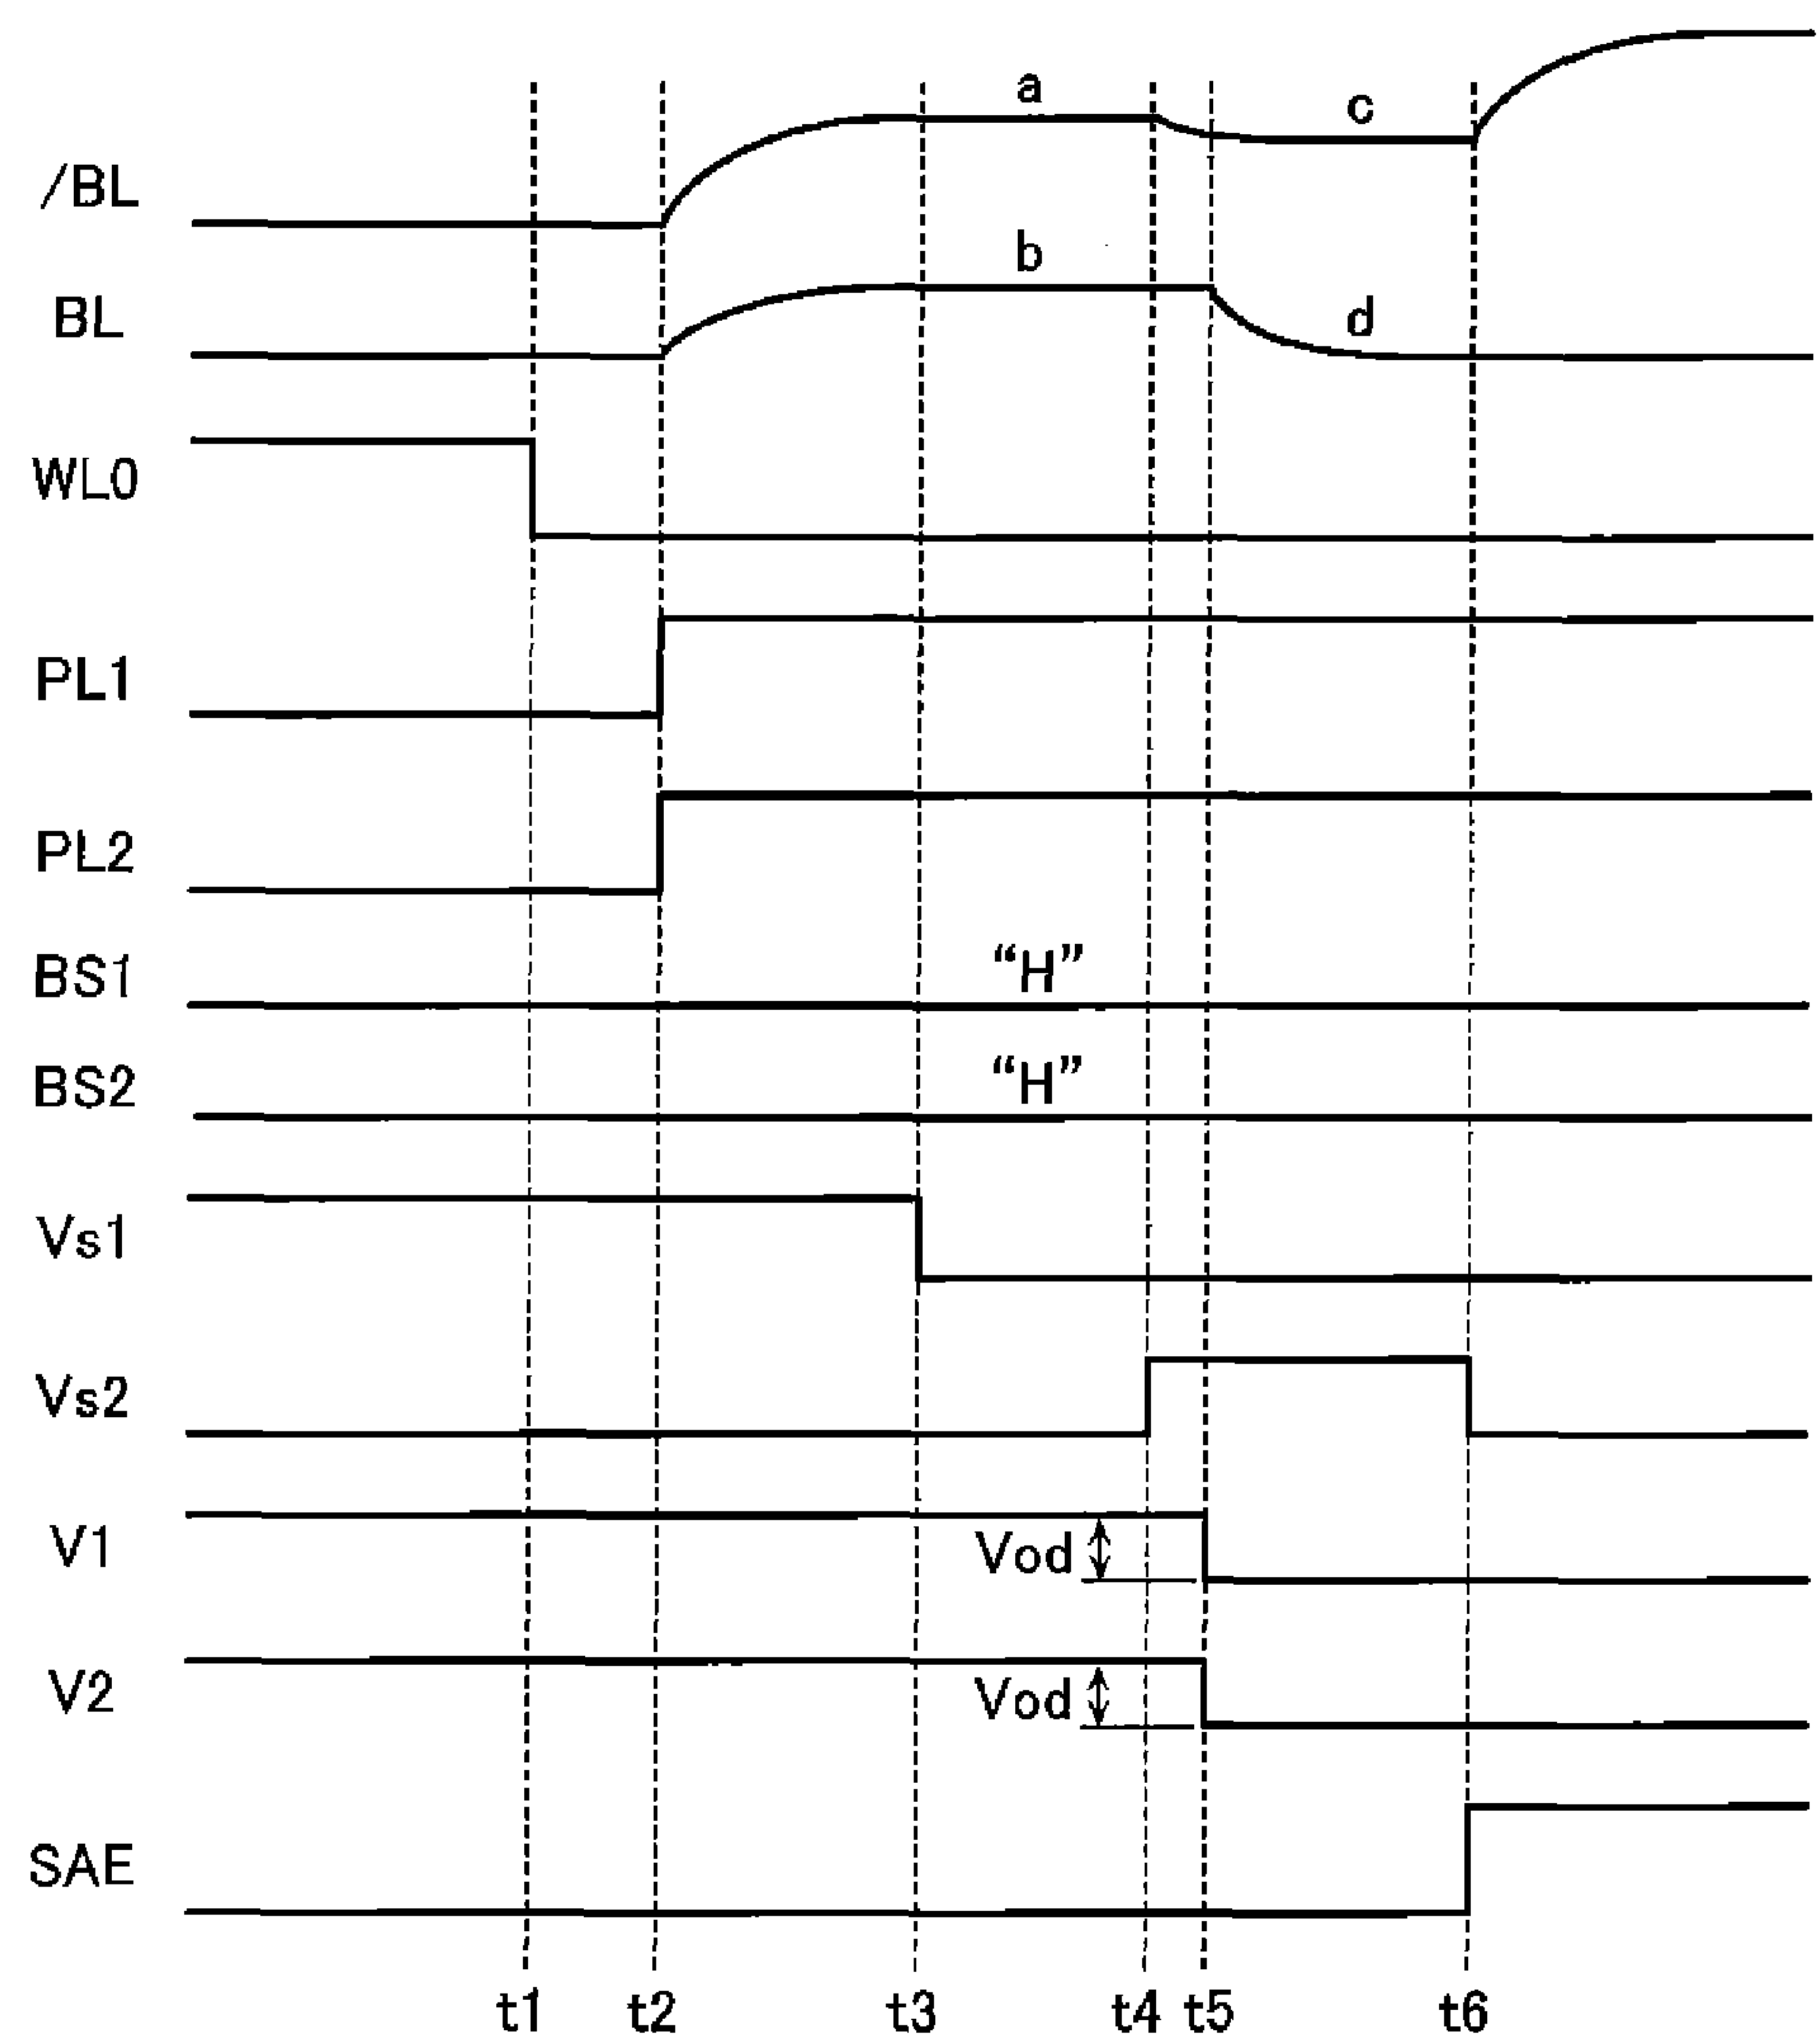 a
c
/BL
b
BL
d
WL0
PL1
PL2
BS1 “H”
BS2 “H”
Vs1
Vs2
V1 Vod
V2 Vod
SAE
t1 t2 t3 t4 t5 t6